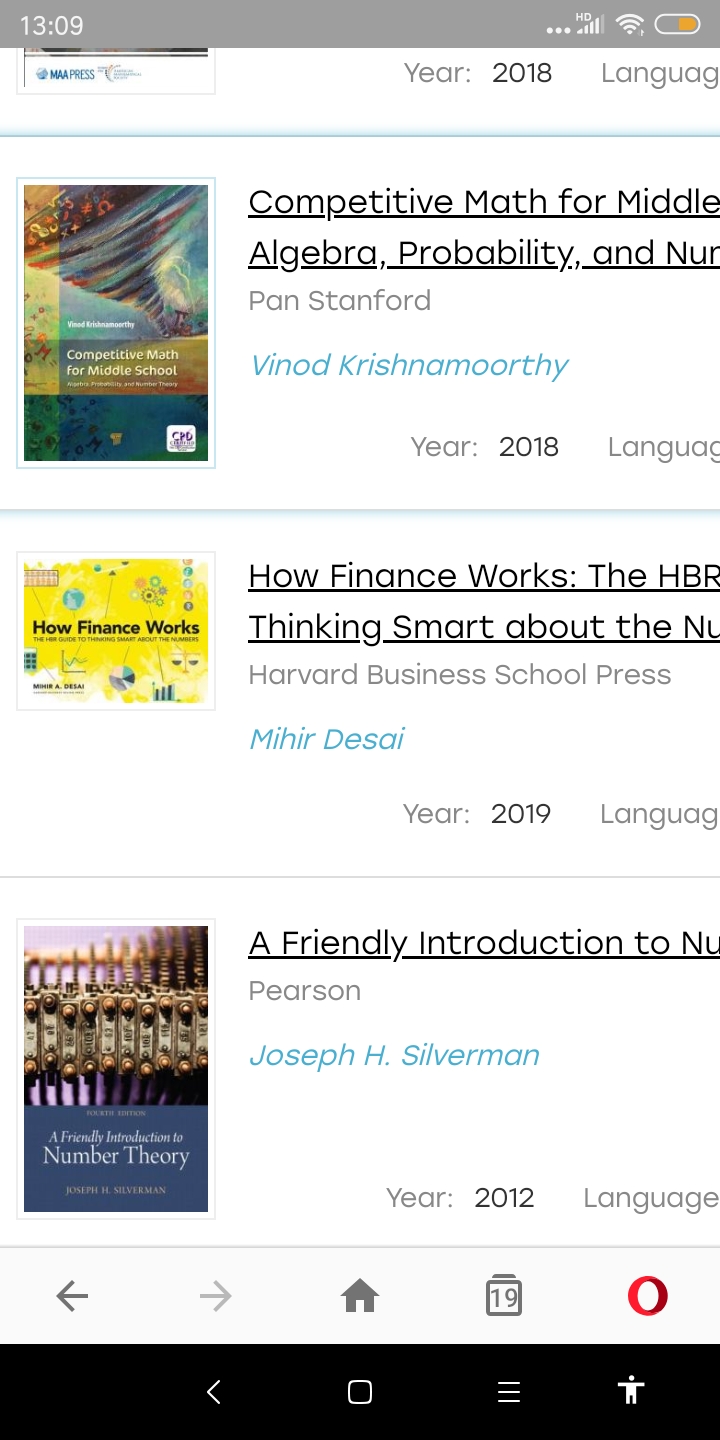 13:09
HD
MAA PRESS
Year: 2018 Languag
Competitive Math for Middle
Algebra, Probability, and Nur
Pan Stanford
Vinod Krishnamoorthy
Year: 2018 Languag
Vinod Krishnamoorthy
Competitive Math
for Middle School
Algebra, Probability, and Number Theory
CPD
How Finance Works: The HBR
Thinking Smart about the Nu
Harvard Business School Press
Mihir Desai
Year: 2019 Languag
How Finance Works
THE HBR GUIDE TO THINKING SMART ABOUT THE NUMBERS
MIHIR A. DESAI
A Friendly Introduction to Nu
Pearson
Joseph H. Silverman
Year: 2012 Language
FOURTH EDITION
A Friendly Introduction to
Number Theory
JOSEPH H. SILVERMAN
19